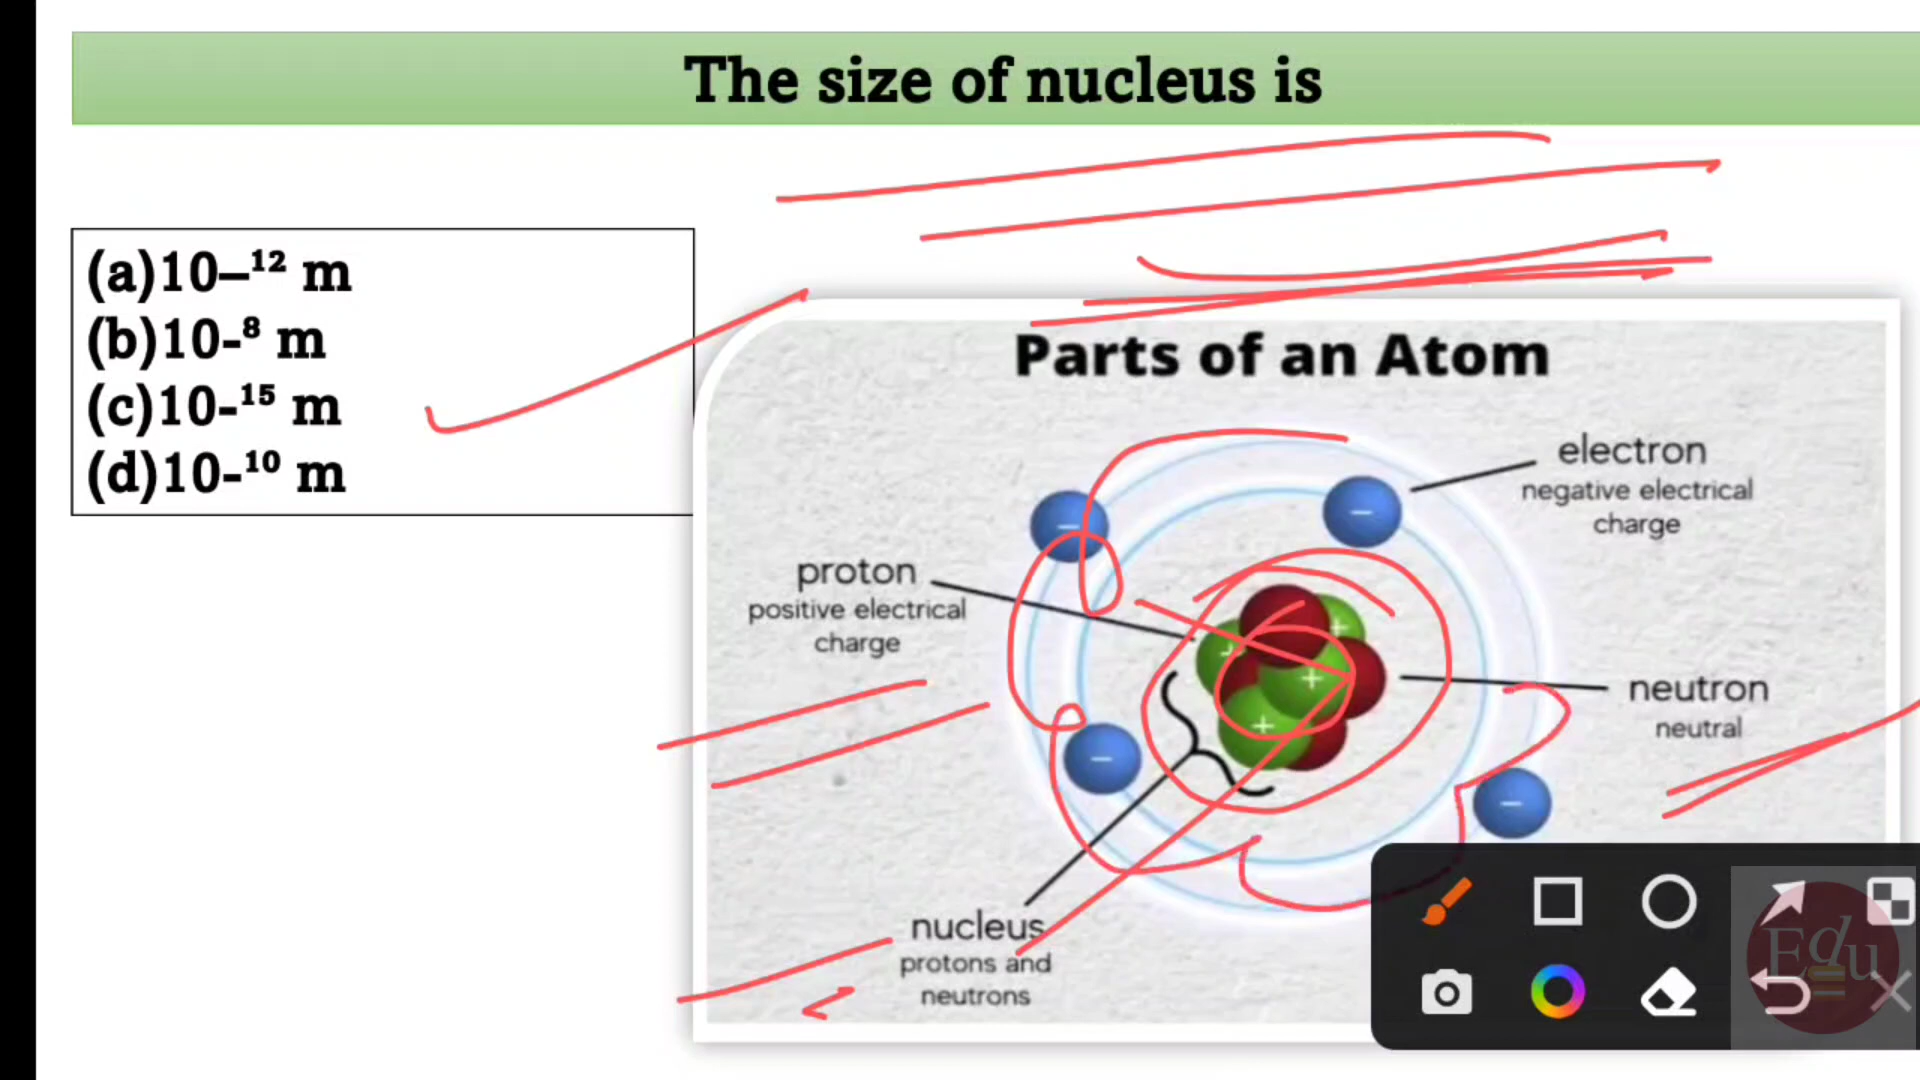 The size of nucleus is
(a)10–¹² m
(b)10-⁸ m
(c)10-¹⁵ m
(d)10-¹⁰ m
Parts of an Atom
electron
negative electrical
charge
proton
positive electrical
charge
neutron
neutral
nucleus
protons and
neutrons
Edu